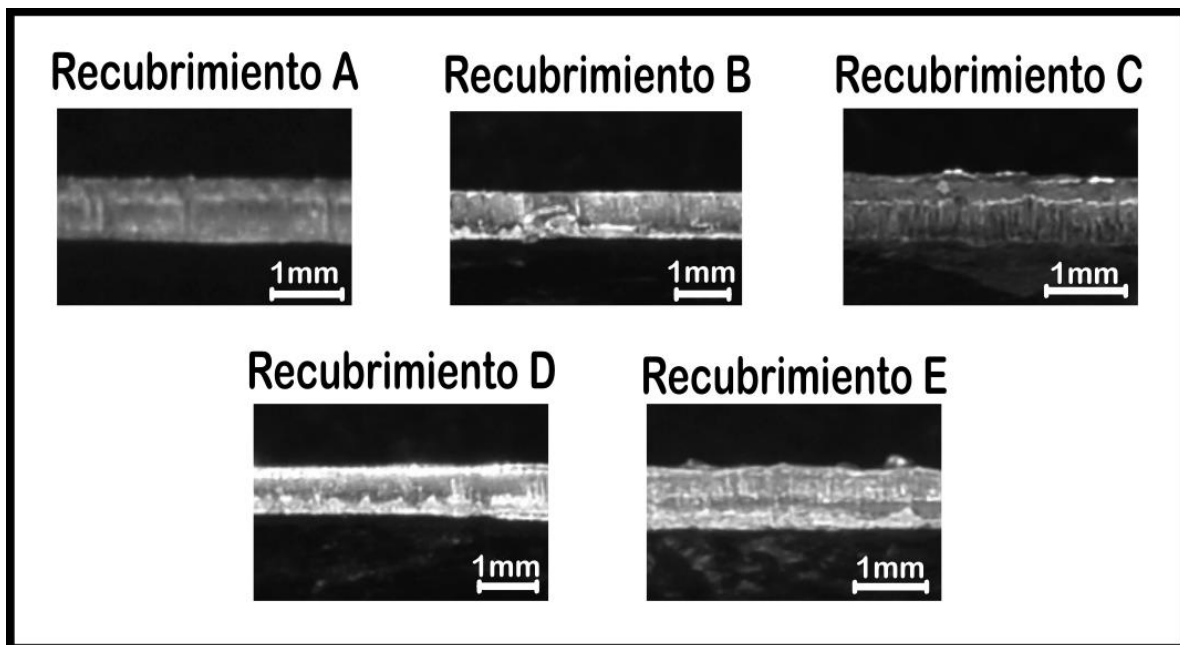 Recubrimiento A
Recubrimiento B
Recubrimiento C
1mm
1mm
1mm
Recubrimiento D
Recubrimiento E
1mm
1mm